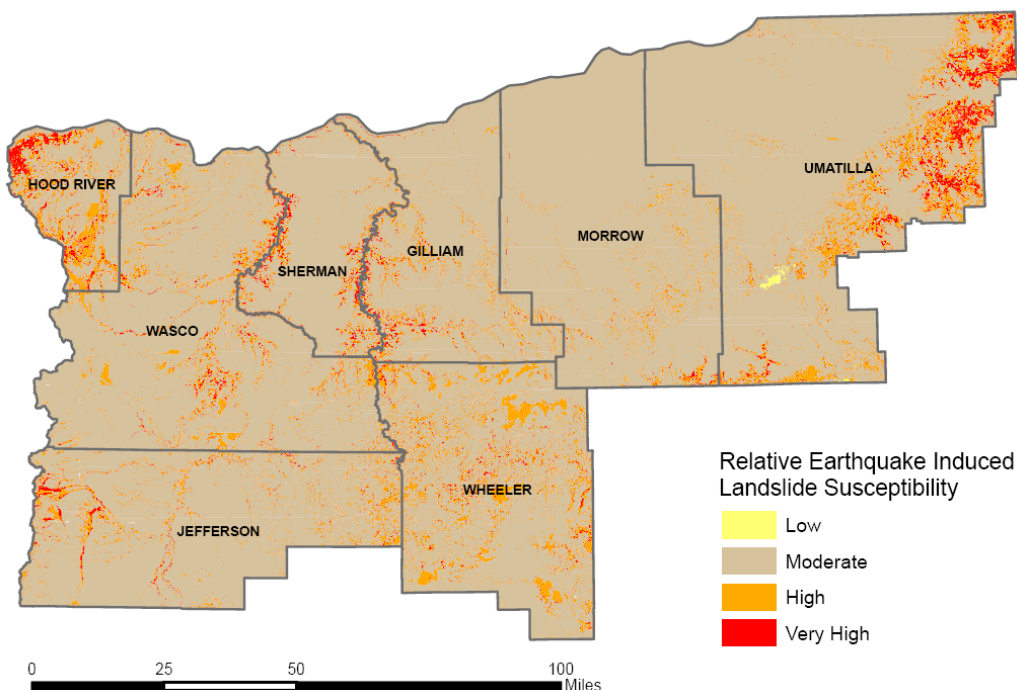 HOOD RIVER
UMATILLA
MORROW
GILLIAM
SHERMAN
WASCO
WHEELER
JEFFERSON
Relative Earthquake Induced
Landslide Susceptibility
Low
Moderate
High
Very High
0 25 50 100
Miles